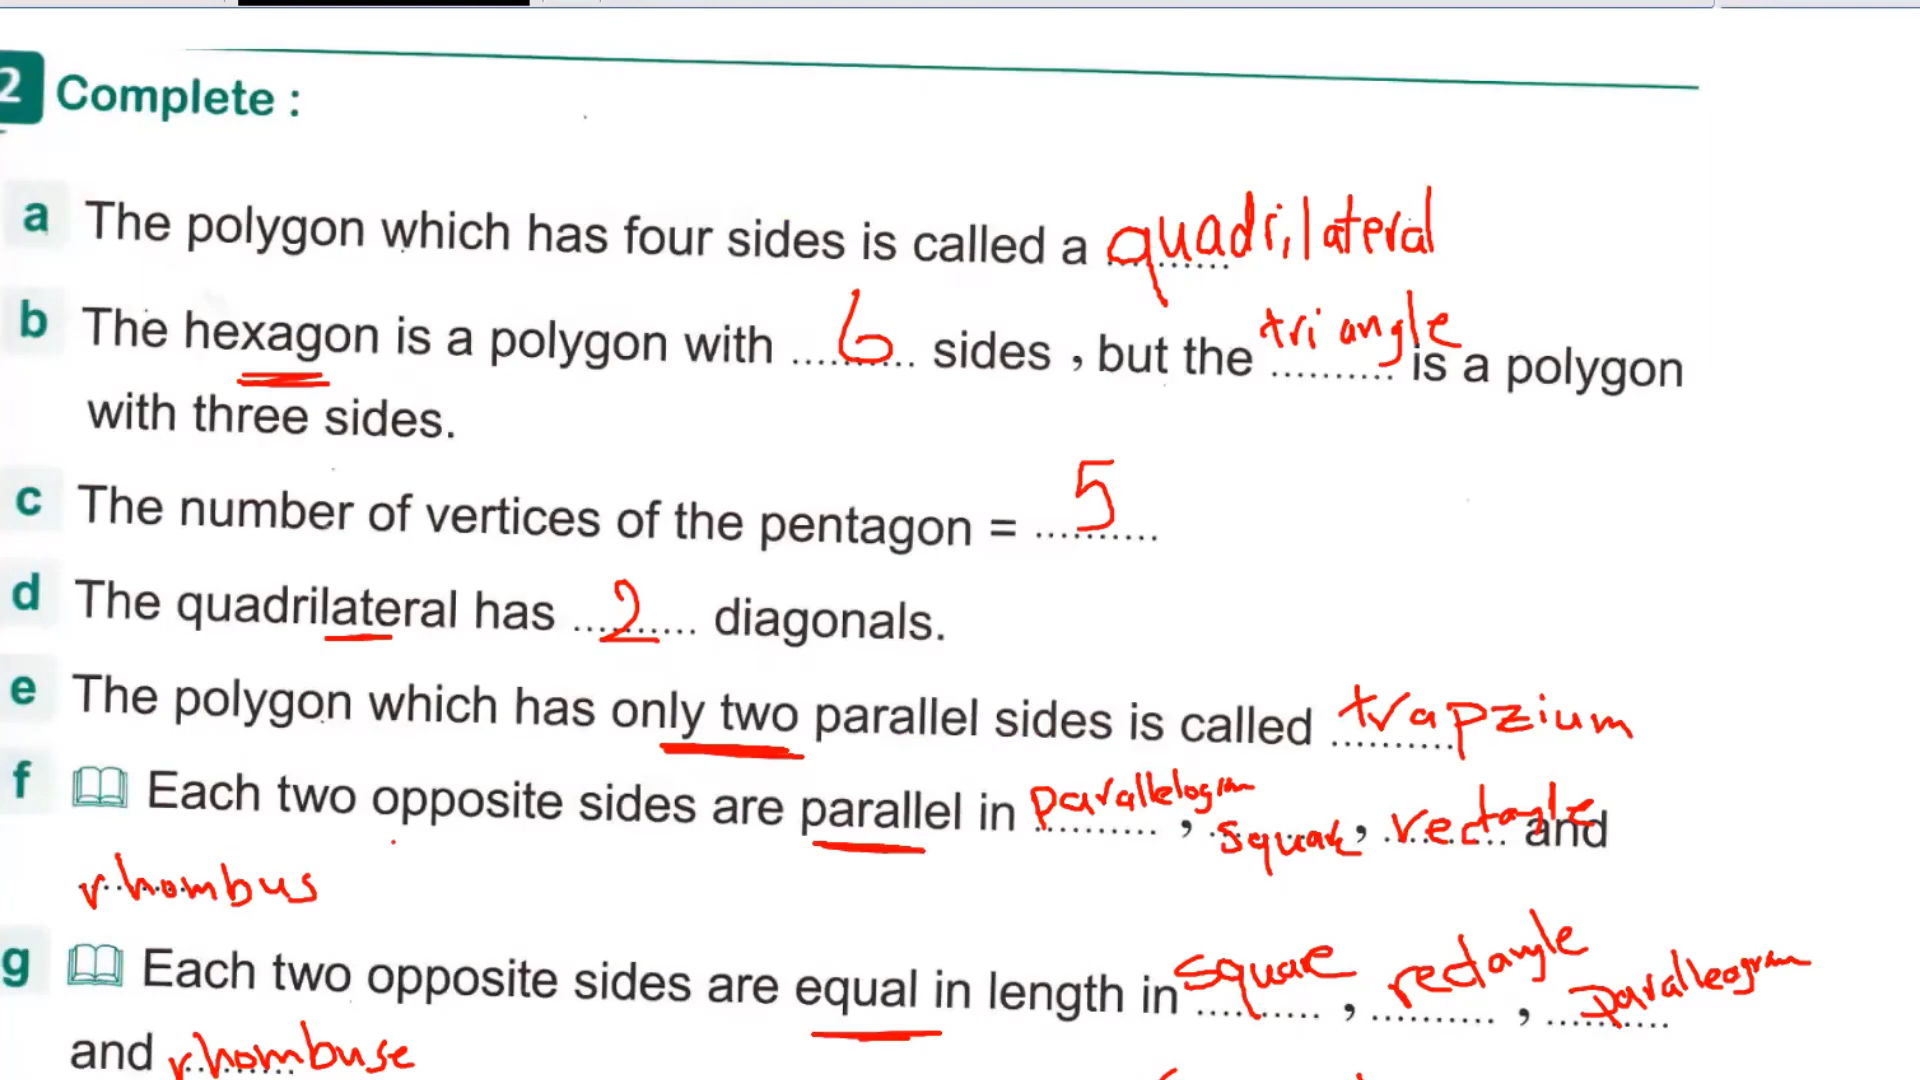 2 Complete :
a The polygon which has four sides is called a quadrilateral
b The hexagon is a polygon with 6 sides , but the triangle is a polygon
with three sides.
c The number of vertices of the pentagon = 5
d The quadrilateral has 2 diagonals.
e The polygon which has only two parallel sides is called trapzium
f Each two opposite sides are parallel in parallelogram , square , rectangle and
rhombus
g Each two opposite sides are equal in length in square , rectangle , paralleogram
and rhombuse